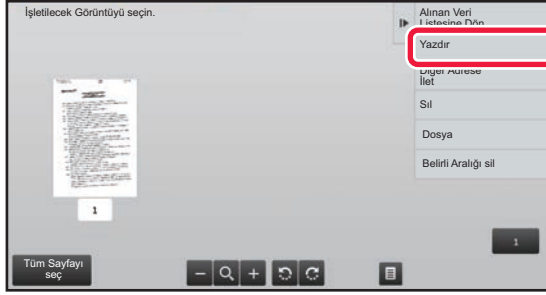 İşletilecek Görüntüyü seçin.
Alınan Veri
Listesine Dön
Yazdır
Diğer Adrese
İlet
Sil
Dosya
Belirli Aralığı sil
1
1
Tüm Sayfayı
seç